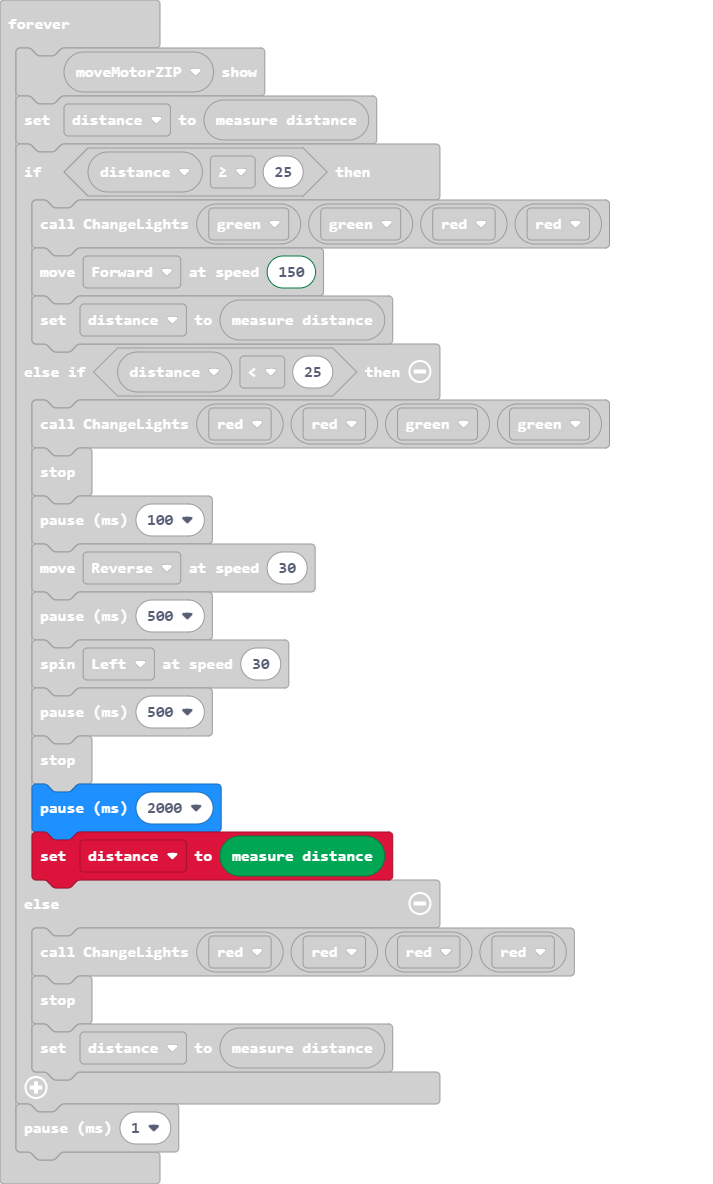 forever
moveMotorZIP show
set distance to measure distance
if distance ≥ 25 then
call ChangeLights green green red red
move Forward at speed 150
set distance to measure distance
else if distance < 25 then
call ChangeLights red red green green
stop
pause (ms) 100
move Reverse at speed 30
pause (ms) 500
spin Left at speed 30
pause (ms) 500
stop
pause (ms) 2000
set distance to measure distance
else
call ChangeLights red red red red
stop
set distance to measure distance
pause (ms) 1